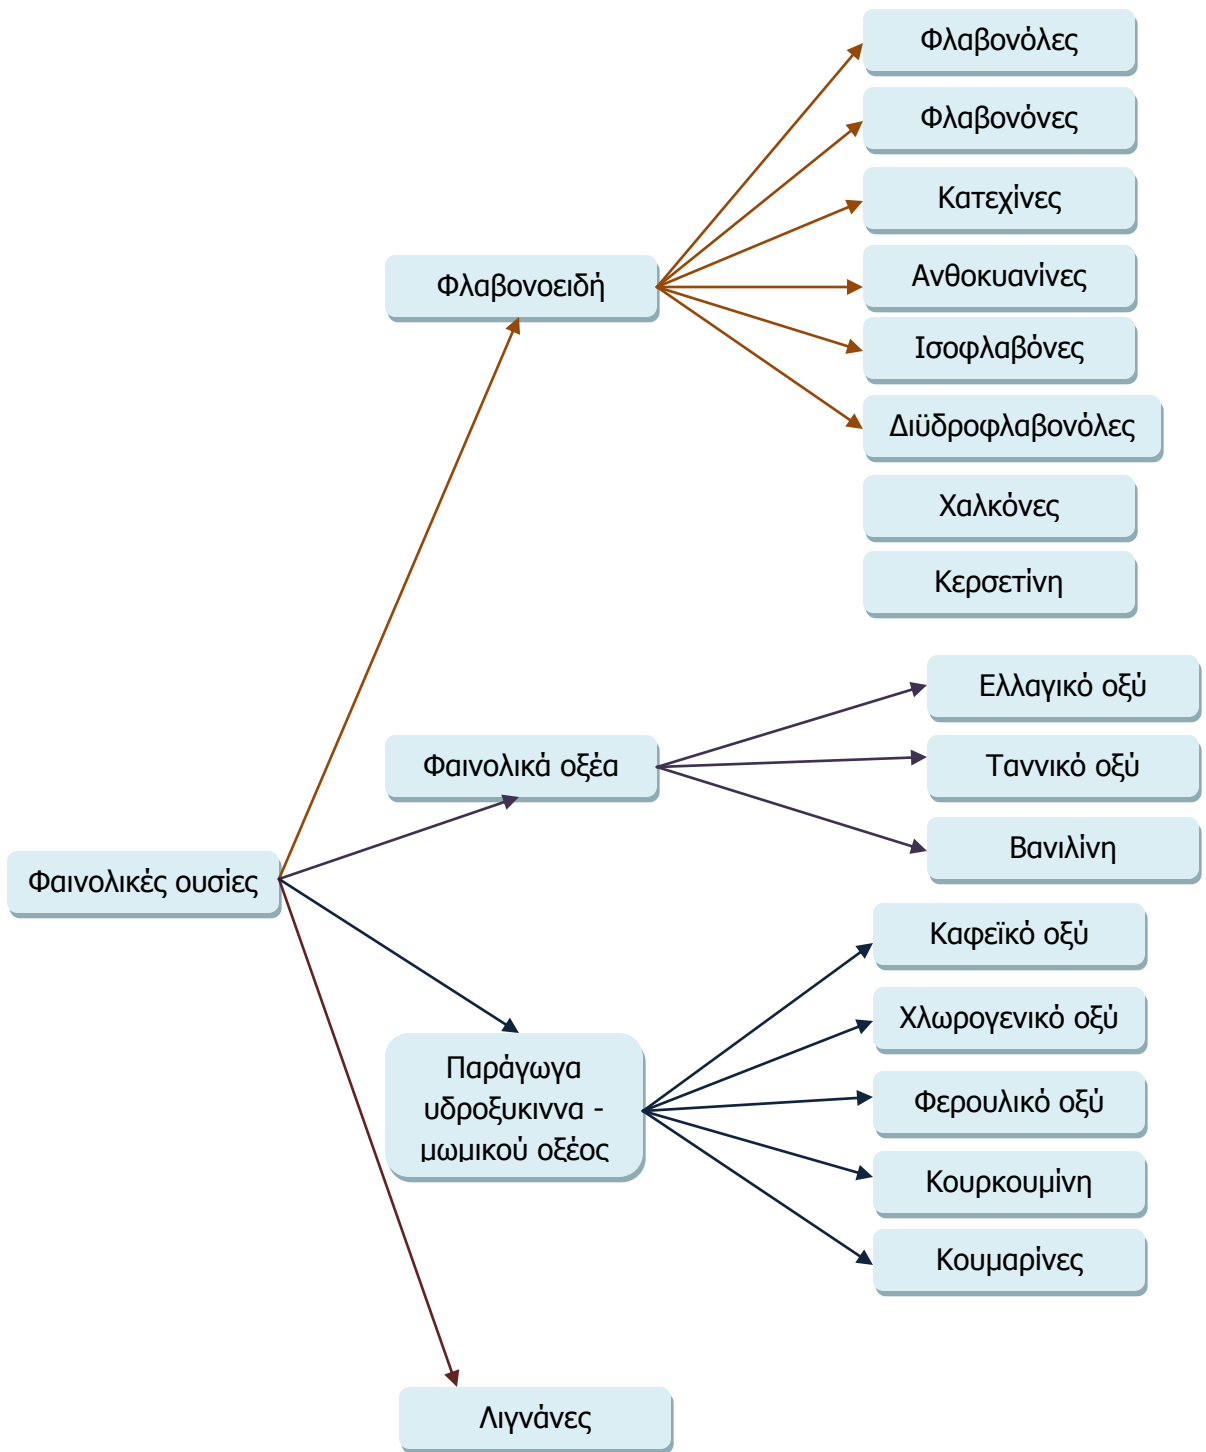 Φλαβονόλες
Φλαβονόνες
Κατεχίνες
Φλαβονοειδή
Ανθοκυανίνες
Ισοφλαβόνες
Διϋδροφλαβονόλες
Χαλκόνες
Κερσετίνη
Ελλαγικό οξύ
Φαινολικά οξέα
Ταννικό οξύ
Βανιλίνη
Φαινολικές ουσίες
Καφεϊκό οξύ
Χλωρογενικό οξύ
Παράγωγα
υδροξυκιννα -
μωμικού οξέος
Φερουλικό οξύ
Κουρκουμίνη
Κουμαρίνες
Λιγνάνες